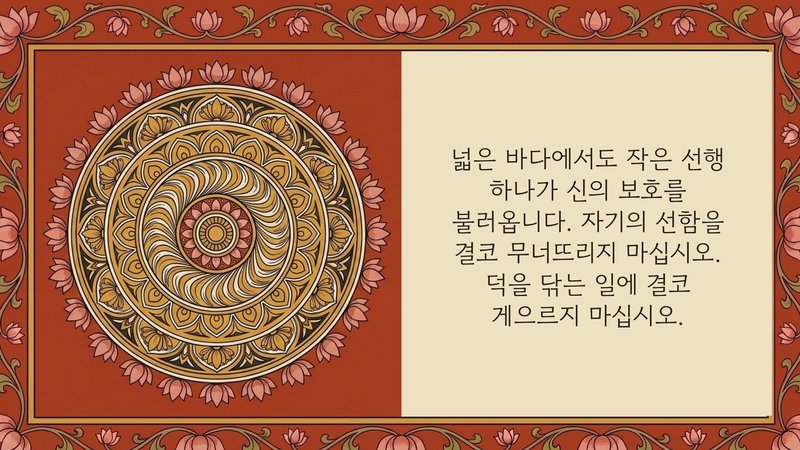 넓은 바다에서도 작은 선행
하나가 신의 보호를
불러옵니다. 자기의 선함을
결코 무너뜨리지 마십시오.
덕을 닦는 일에 결코
게으르지 마십시오.